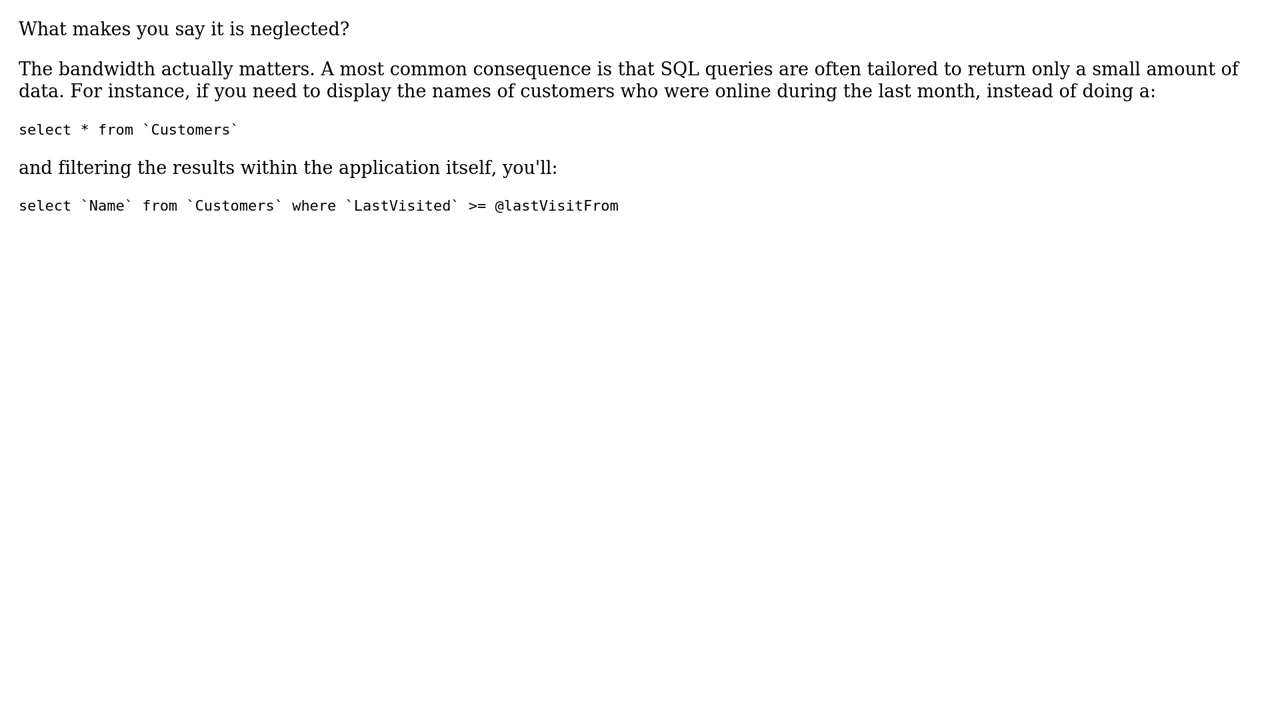 What makes you say it is neglected?
The bandwidth actually matters. A most common consequence is that SQL queries are often tailored to return only a small amount of
data. For instance, if you need to display the names of customers who were online during the last month, instead of doing a:
select * from `Customers`
and filtering the results within the application itself, you'll:
select `Name` from `Customers` where `LastVisited` >= @lastVisitFrom